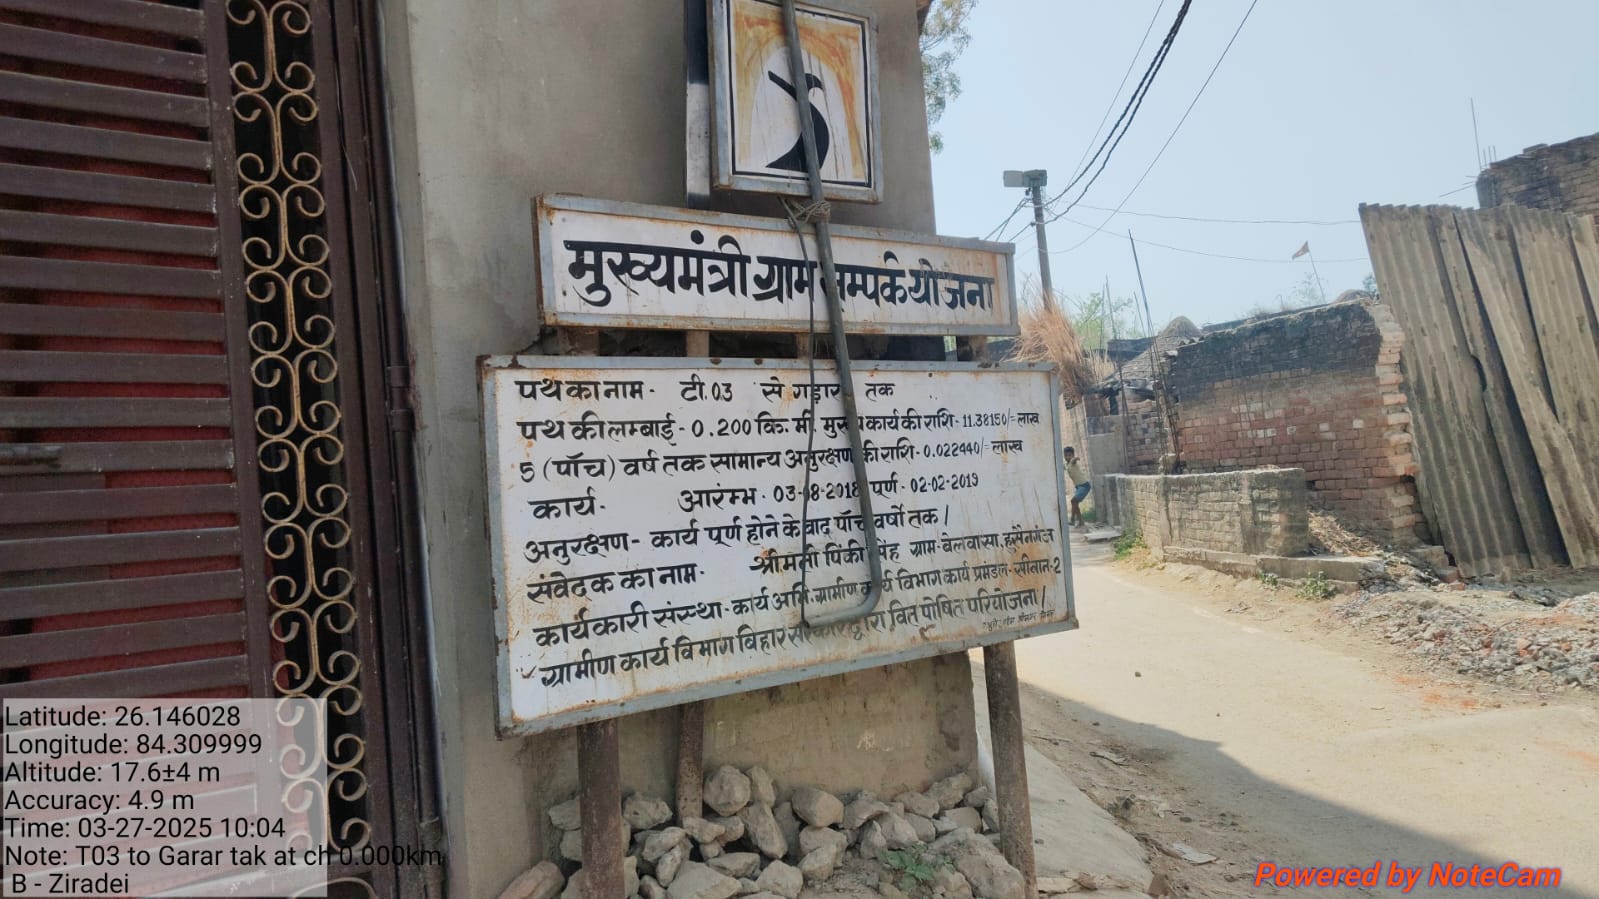 मुख्यमंत्री ग्राम सम्पर्क योजना
पथ का नाम - टी.03 से गड़ार तक
पथ की लम्बाई - 0.200 कि. मी. मुख्य कार्य की राशि - 11.38150/= लाख
5 (पॉच) वर्ष तक सामान्य अनुरक्षण की राशि - 0.022440/= लाख
कार्य. आरंम्भ. 03-08-2018 पूर्ण - 02-02-2019
अनुरक्षण - कार्य पूर्ण होने के बाद पॉच वर्षो तक /
संवेदक का नाम - श्रीमती पिंकी सिंह ग्राम - बेलवासा, हुसैनगंज
कार्यकारी संस्था - कार्य अभि. ग्रामीण कार्य विभाग कार्य प्रमंडल - सीवान-2
ग्रामीण कार्य विभाग बिहार सरकार द्वारा वित पोषित परियोजना /
Latitude: 26.146028
Longitude: 84.309999
Altitude: 17.6±4 m
Accuracy: 4.9 m
Time: 03-27-2025 10:04
Note: T03 to Garar tak at ch 0.000km
B - Ziradei
Powered by NoteCam